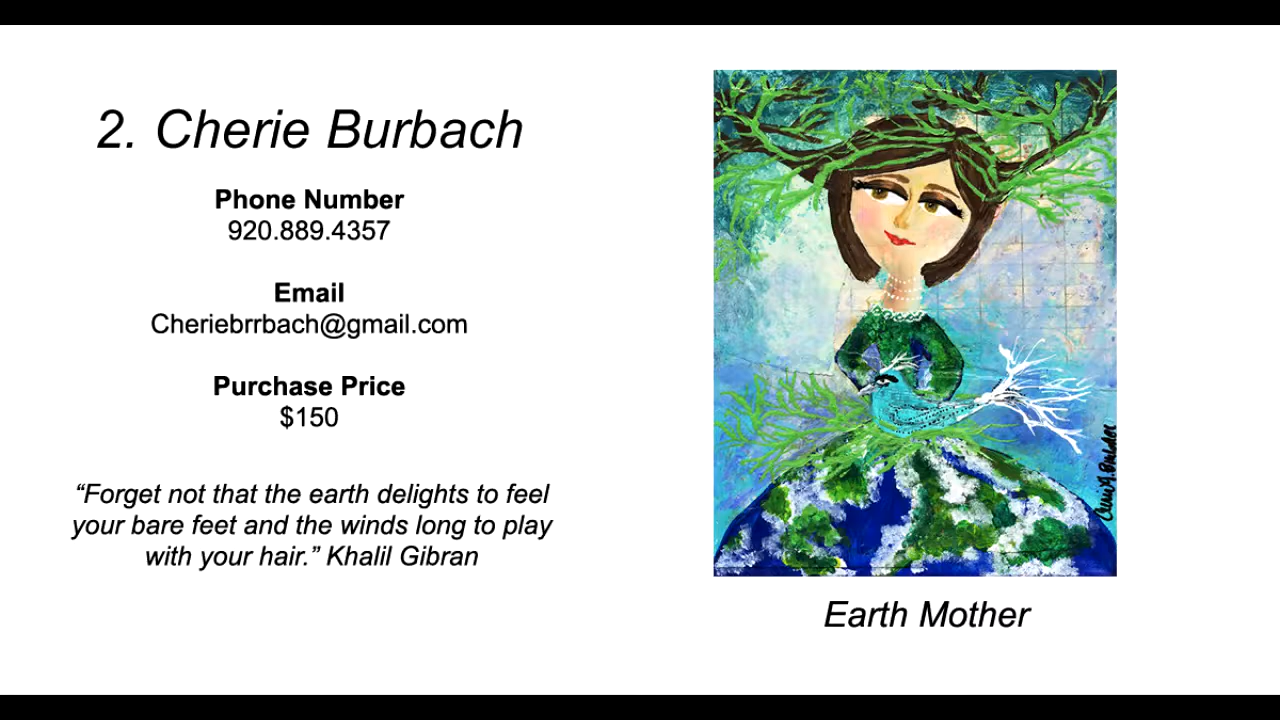 2. Cherie Burbach
Phone Number
920.889.4357
Email
Cheriebrrbach@gmail.com
Purchase Price
$150
“Forget not that the earth delights to feel
your bare feet and the winds long to play
with your hair.” Khalil Gibran
Earth Mother